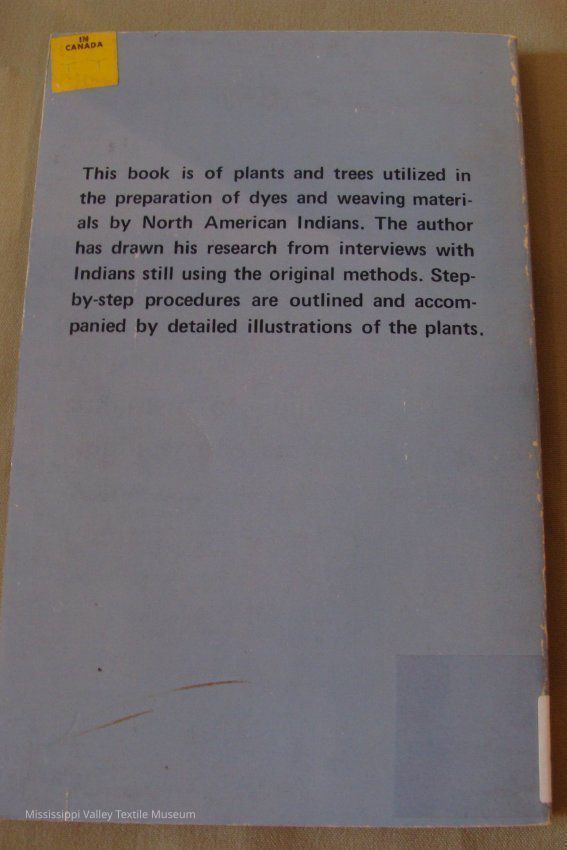 IN
CANADA
This book is of plants and trees utilized in
the preparation of dyes and weaving materi-
als by North American Indians. The author
has drawn his research from interviews with
Indians still using the original methods. Step-
by-step procedures are outlined and accom-
panied by detailed illustrations of the plants.
Mississippi Valley Textile Museum